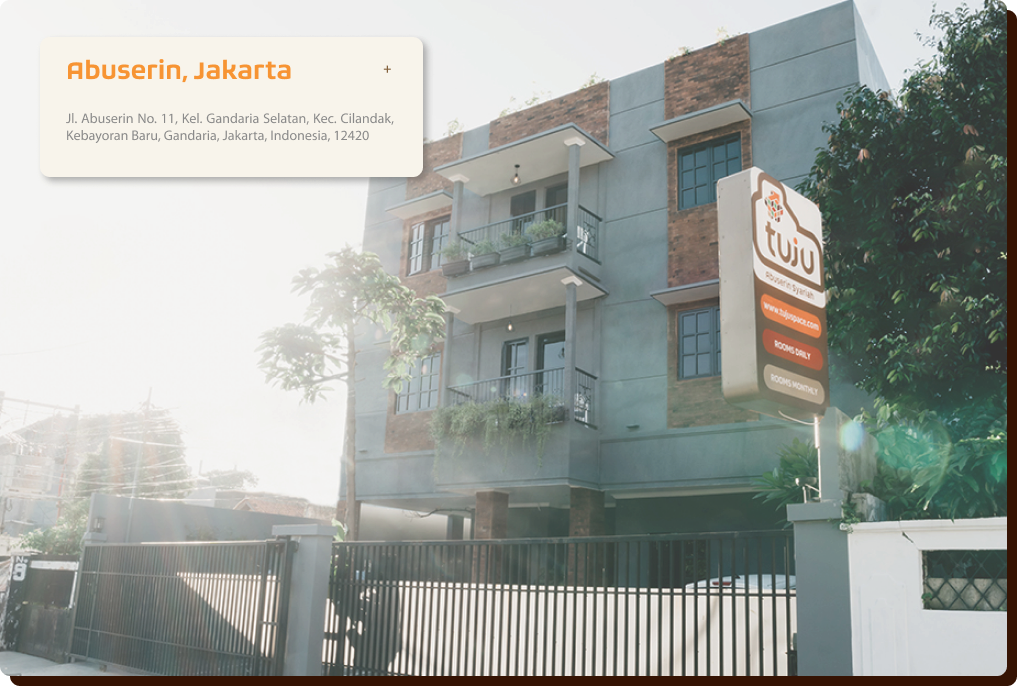 Abuserin, Jakarta
+
Jl. Abuserin No. 11, Kel. Gandaria Selatan, Kec. Cilandak,
Kebayoran Baru, Gandaria, Jakarta, Indonesia, 12420
tuju
Abuserin Syariah
www.tujuspace.com
ROOMS DAILY
ROOMS MONTHLY